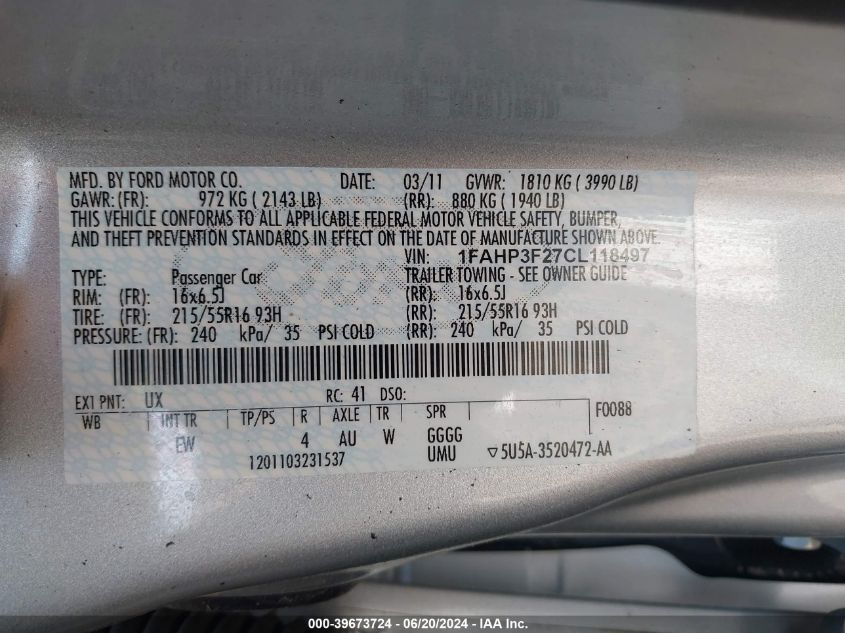 MFD. BY FORD MOTOR CO. DATE: 03/11 GVWR: 1810 KG ( 3990 LB)
GAWR: (FR): 972 KG ( 2143 LB) (RR): 880 KG ( 1940 LB)
THIS VEHICLE CONFORMS TO ALL APPLICABLE FEDERAL MOTOR VEHICLE SAFETY, BUMPER,
AND THEFT PREVENTION STANDARDS IN EFFECT ON THE DATE OF MANUFACTURE SHOWN ABOVE.
VIN: 1FAHP3F27CL118497
TYPE: Passenger Car TRAILER TOWING - SEE OWNER GUIDE
RIM: (FR): 16x6.5J (RR): 16x6.5J
TIRE: (FR): 215/55R16 93H (RR): 215/55R16 93H
PRESSURE: (FR): 240 kPa/ 35 PSI COLD (RR): 240 kPa/ 35 PSI COLD
EXT PNT: UX RC: 41 DSO:
WB INT TR TP/PS R AXLE TR SPR F0088
EW 4 AU W GGGG
1201103231537 UMU ▽5U5A-3520472-AA
000-39673724 - 06/20/2024 - IAA Inc.